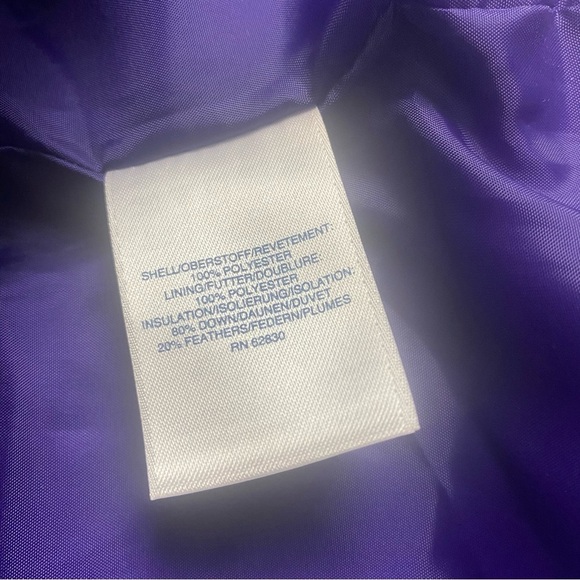 SHELL/OBERSTOFF/REVETEMENT:
100% POLYESTER
LINING/FUTTER/DOUBLURE:
100% POLYESTER
INSULATION/ISOLIERUNG/ISOLATION:
80% DOWN/DAUNEN/DUVET
20% FEATHERS/FEDERN/PLUMES
RN 62830